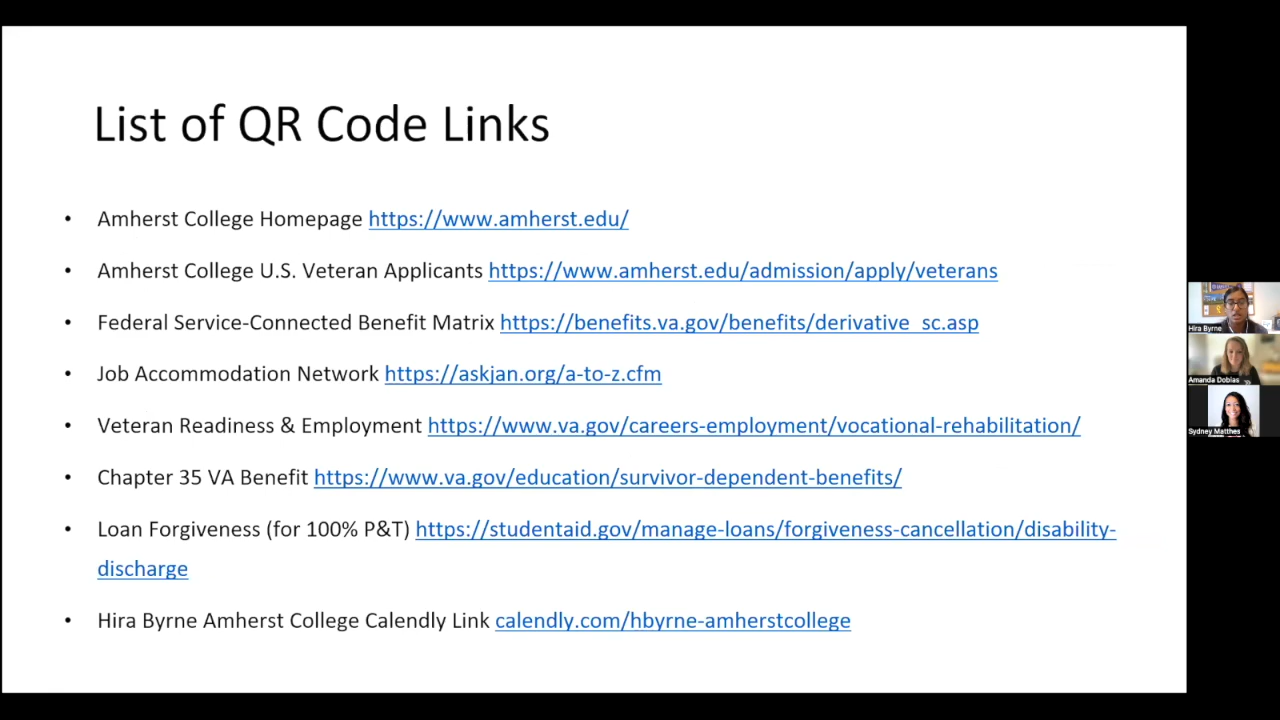 List of QR Code Links
• Amherst College Homepage https://www.amherst.edu/
• Amherst College U.S. Veteran Applicants https://www.amherst.edu/admission/apply/veterans
• Federal Service-Connected Benefit Matrix https://benefits.va.gov/benefits/derivative_sc.asp
• Job Accommodation Network https://askjan.org/a-to-z.cfm
• Veteran Readiness & Employment https://www.va.gov/careers-employment/vocational-rehabilitation/
• Chapter 35 VA Benefit https://www.va.gov/education/survivor-dependent-benefits/
• Loan Forgiveness (for 100% P&T) https://studentaid.gov/manage-loans/forgiveness-cancellation/disability-
discharge
• Hira Byrne Amherst College Calendly Link calendly.com/hbyrne-amherstcollege
Hira Byrne
Amanda Doblas
Sydney Matthes